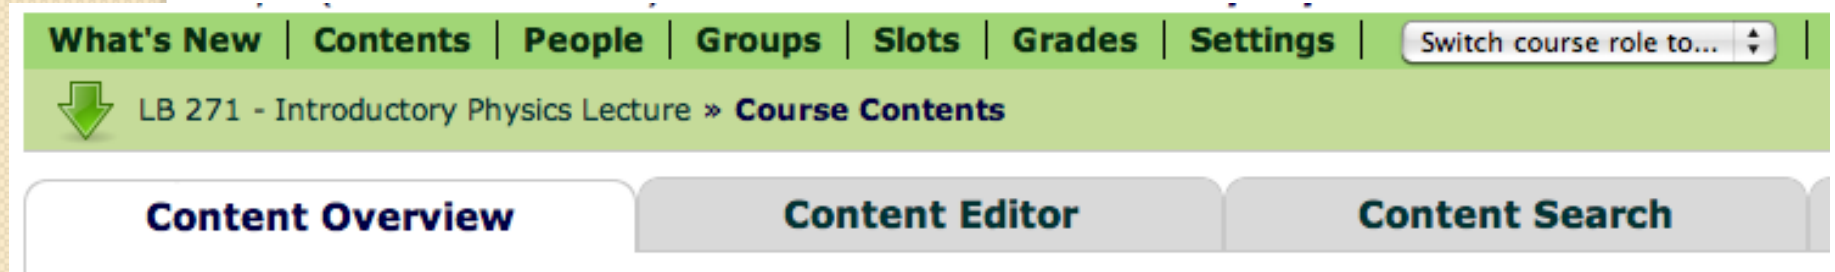 What's New | Contents | People | Groups | Slots | Grades | Settings | Switch course role to... |
LB 271 - Introductory Physics Lecture » Course Contents
Content Overview Content Editor Content Search